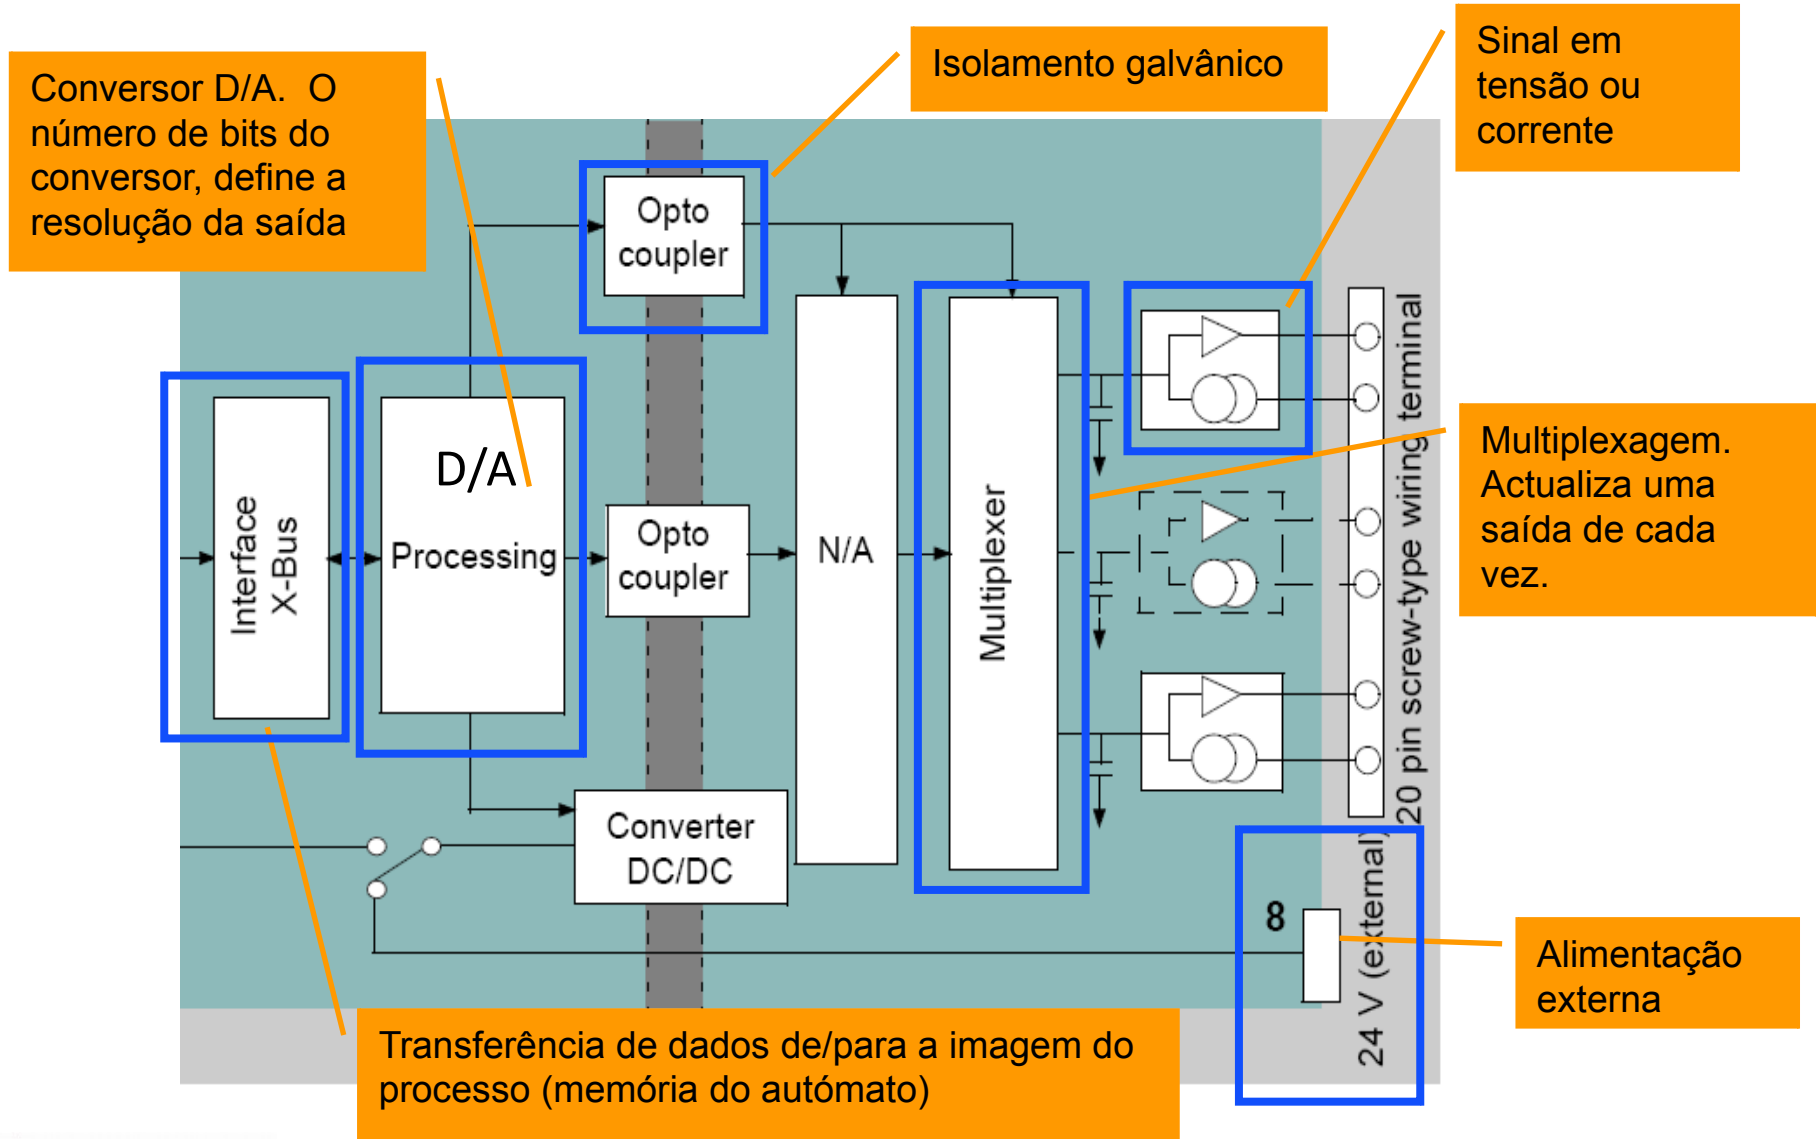 Conversor D/A.  O
número de bits do
conversor, define a
resolução da saída
Isolamento galvânico
Sinal em
tensão ou
corrente
Opto
coupler
D/A
Processing
Interface
X-Bus
Opto
coupler
N/A
Multiplexer
20 pin screw-type wiring terminal
Multiplexagem.
Actualiza uma
saída de cada
vez.
Converter
DC/DC
8
24 V (external)
Alimentação
externa
Transferência de dados de/para a imagem do
processo (memória do autómato)